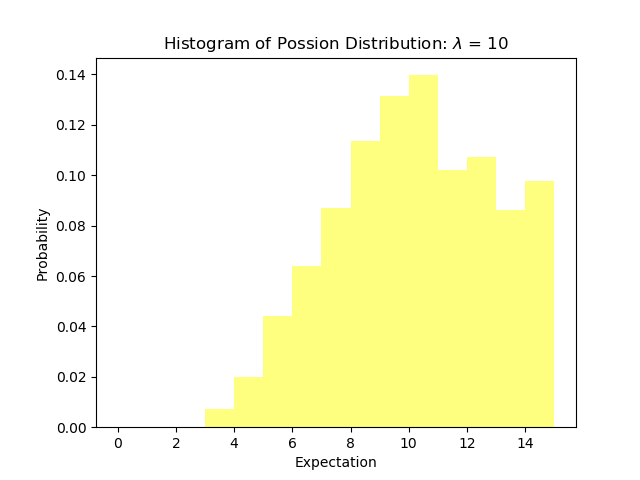 Histogram of Possion Distribution: λ = 10
0.14
0.12
0.10
0.08
0.06
0.04
0.02
0.00
Probability
0 2 4 6 8 10 12 14
Expectation